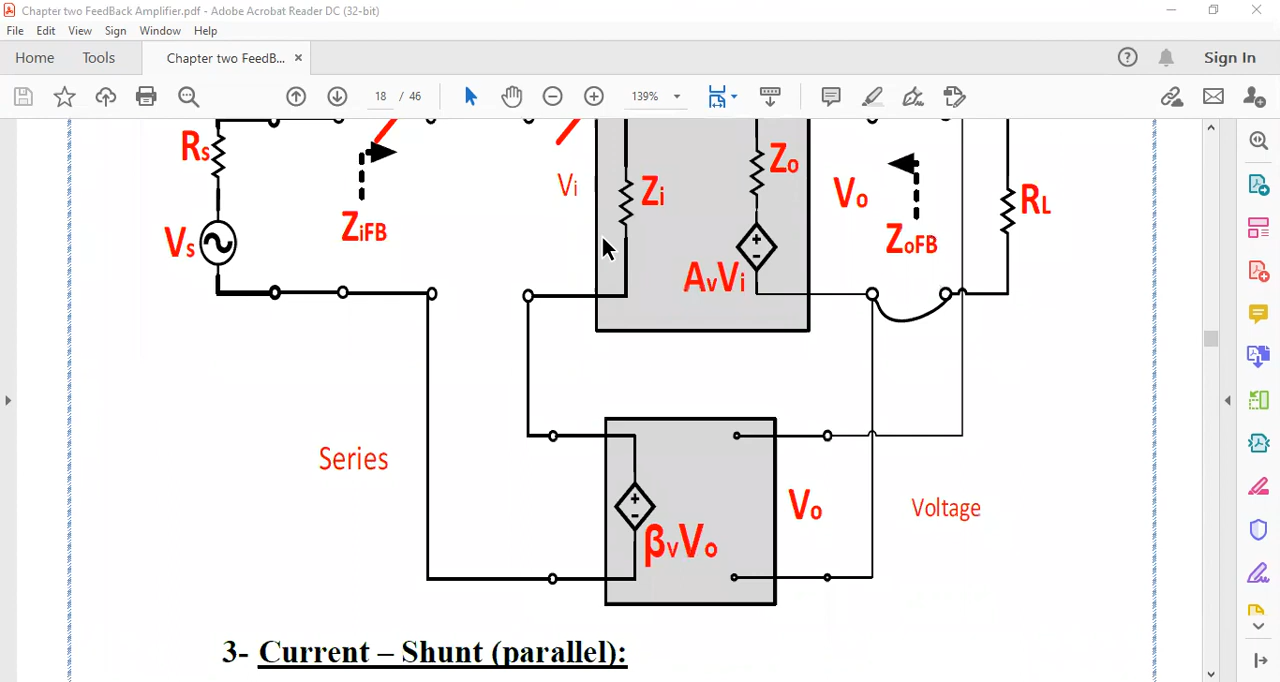 Chapter two FeedBack Amplifier.pdf - Adobe Acrobat Reader DC (32-bit)
File Edit View Sign Window Help
Home Tools Chapter two FeedB... × Sign In
18 / 46 139%
Rs
Zo
Vi
Zi
Vo
RL
ZiFB
ZoFB
Vs
AvVi
Series
Vo
Voltage
βvVo
3- Current – Shunt (parallel):